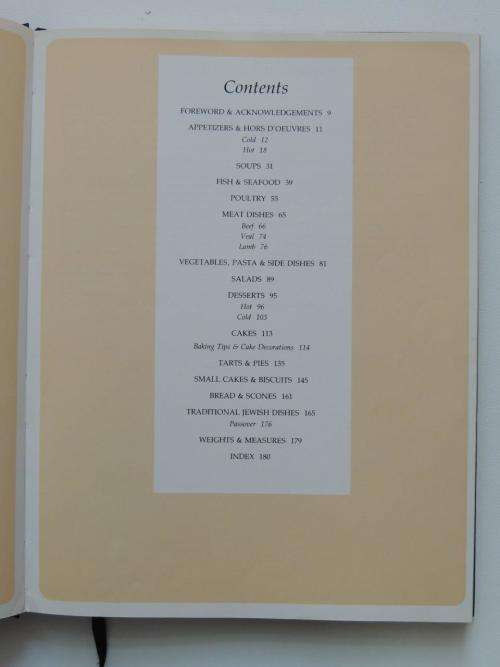 Contents
FOREWORD & ACKNOWLEDGEMENTS 9
APPETIZERS & HORS D'OEUVRES 11
Cold 12
Hot 18
SOUPS 31
FISH & SEAFOOD 39
POULTRY 55
MEAT DISHES 65
Beef 66
Veal 74
Lamb 76
VEGETABLES, PASTA & SIDE DISHES 81
SALADS 89
DESSERTS 95
Hot 96
Cold 103
CAKES 113
Baking Tips & Cake Decorations 114
TARTS & PIES 135
SMALL CAKES & BISCUITS 145
BREAD & SCONES 161
TRADITIONAL JEWISH DISHES 165
Passover 176
WEIGHTS & MEASURES 179
INDEX 180